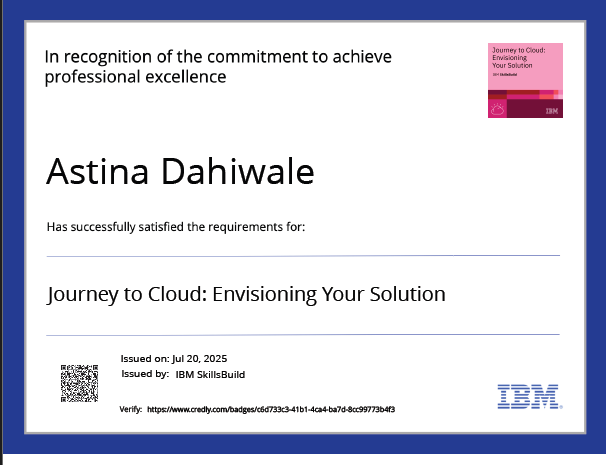 In recognition of the commitment to achieve
professional excellence
Journey to Cloud:
Envisioning
Your Solution
IBM SkillsBuild
IBM
Astina Dahiwale
Has successfully satisfied the requirements for:
Journey to Cloud: Envisioning Your Solution
Issued on: Jul 20, 2025
Issued by: IBM SkillsBuild
IBM®
Verify: https://www.credly.com/badges/c6d733c3-41b1-4ca4-ba7d-8cc99773b4f3